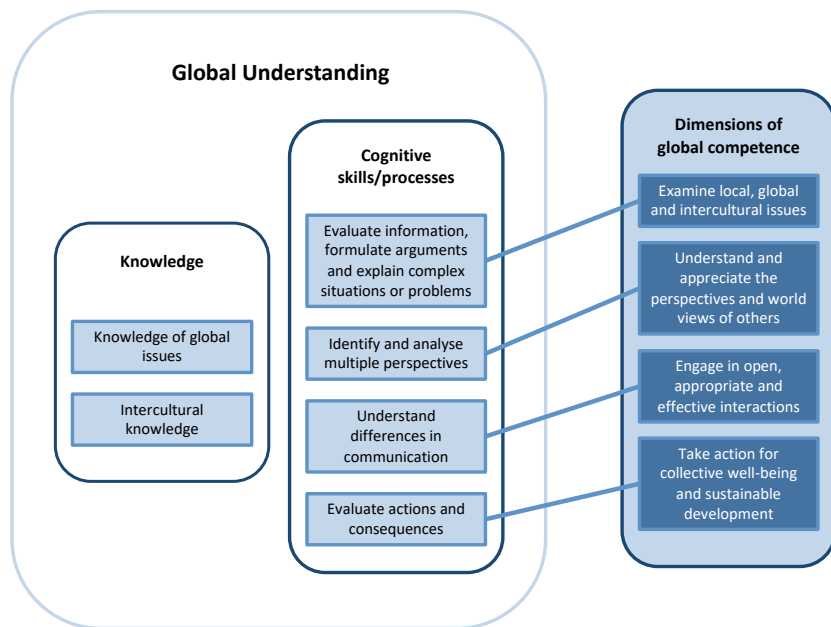 Global Understanding
Knowledge
Knowledge of global
issues
Intercultural
knowledge
Cognitive
skills/processes
Evaluate information,
formulate arguments
and explain complex
situations or problems
Identify and analyse
multiple perspectives
Understand
differences in
communication
Evaluate actions and
consequences
Dimensions of
global competence
Examine local, global
and intercultural issues
Understand and
appreciate the
perspectives and world
views of others
Engage in open,
appropriate and
effective interactions
Take action for
collective well-being
and sustainable
development